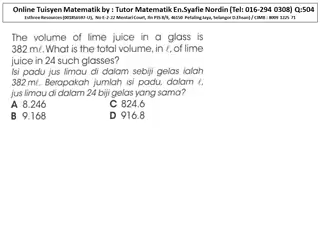 Online Tuisyen Matematik by : Tutor Matematik En.Syafie Nordin (Tel: 016-294 0308) Q:504
The volume of lime juice in a glass is
382 mℓ. What is the total volume, in ℓ, of lime
juice in 24 such glasses?
Isi padu jus limau di dalam sebiji gelas ialah
382 mℓ. Berapakah jumlah isi padu, dalam ℓ,
jus limau di dalam 24 biji gelas yang sama?
A 8.246 C 824.6
B 9.168 D 916.8